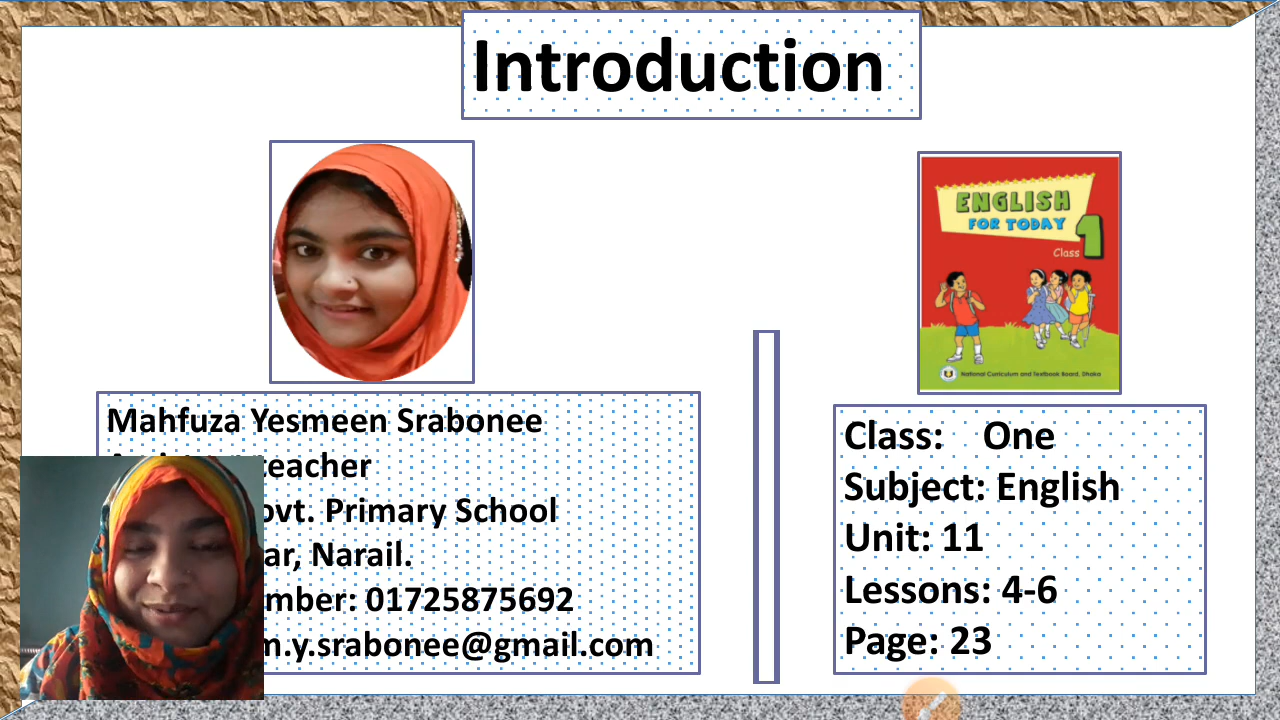 Introduction
ENGLISH
FOR TODAY
1
Class
National Curriculum and Textbook Board, Dhaka
Mahfuza Yesmeen Srabonee
teacher
ovt. Primary School
ar, Narail.
mber: 01725875692
m.y.srabonee@gmail.com
Class: One
Subject: English
Unit: 11
Lessons: 4-6
Page: 23